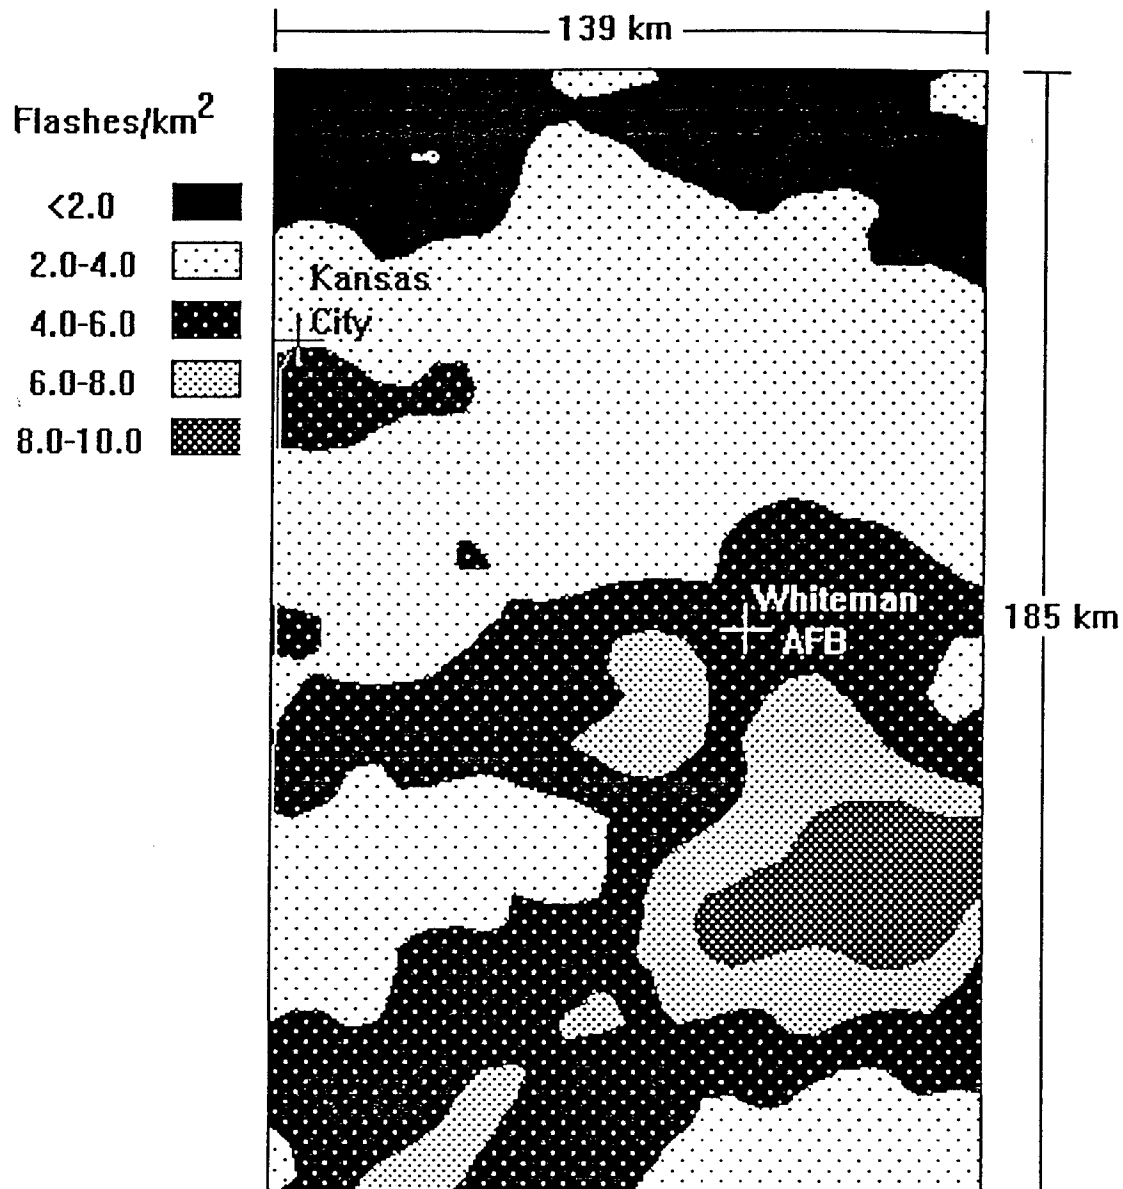 139 km
Flashes/km2
<2.0
2.0-4.0
4.0-6.0
6.0-8.0
8.0-10.0
Kansas
City
Whiteman
AFB
185 km